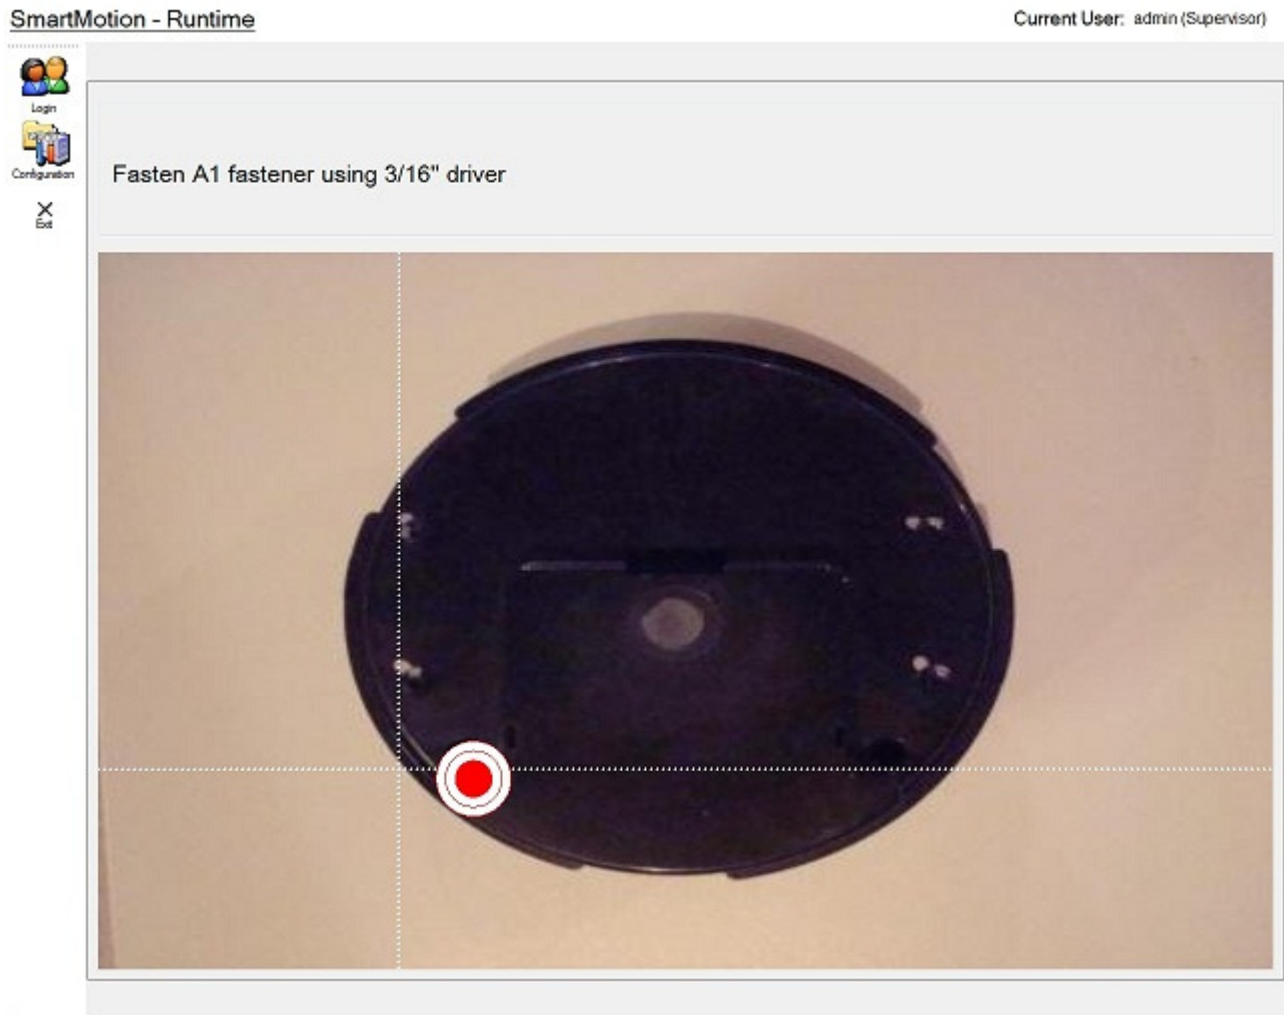 SmartMotion - Runtime
Current User: admin (Supervisor)
Login
Configuration
Exit
Fasten A1 fastener using 3/16" driver